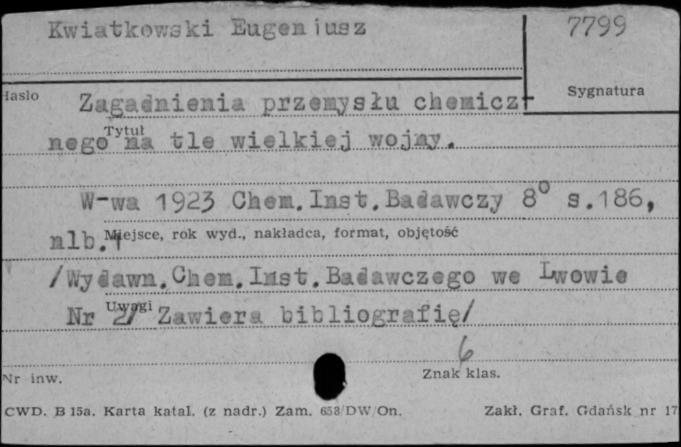 Kwiatkowski Eugeniusz
7799
Hasło
Sygnatura
Zagadnienia przemysłu chemicz-
nego na tle wielkiej wojny.
Tytuł
W-wa 1923 Chem.Inst.Badawczy 8° s.186,
nlb.
Miejsce, rok wyd., nakładca, format, objętość
/Wydawn.Chem.Inst.Badawczego we Lwowie
Nr 2/ Zawiera bibliografię/
Uwagi
6
Nr inw.
Znak klas.
CWD. B 15a. Karta katal. (z nadr.) Zam. 653/DW/On.
Zakł. Graf. Gdańsk nr 17